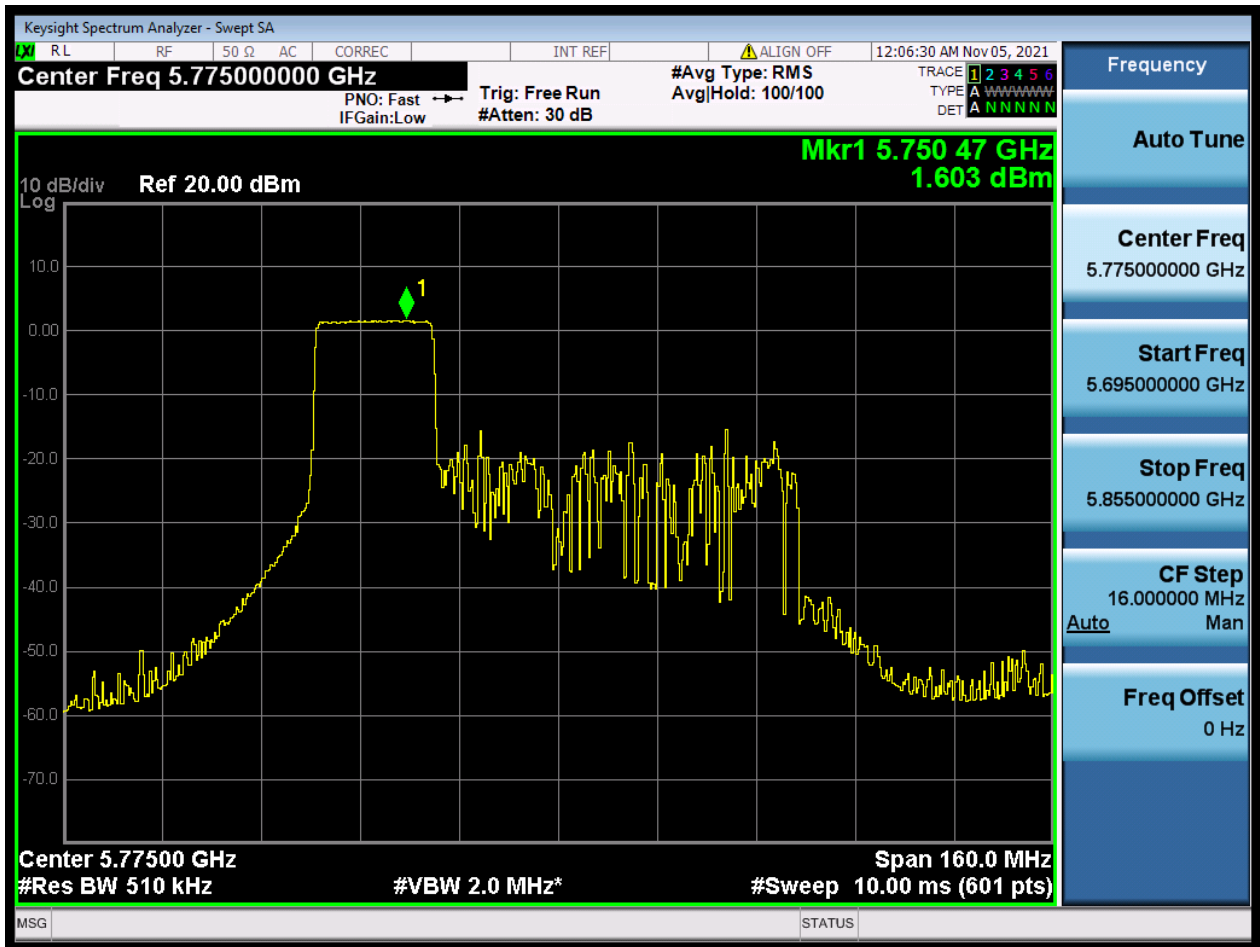 Keysight Spectrum Analyzer - Swept SA
LXI RL RF 50 Ω AC CORREC INT REF ALIGN OFF 12:06:30 AM Nov 05, 2021
Center Freq 5.775000000 GHz
PNO: Fast
IFGain:Low
Trig: Free Run
#Atten: 30 dB
#Avg Type: RMS
Avg|Hold: 100/100
TRACE 1 2 3 4 5 6
TYPE A WWWWW
DET A N N N N N
Mkr1 5.750 47 GHz
1.603 dBm
10 dB/div Ref 20.00 dBm
Log
10.0
1
0.00
-10.0
-20.0
-30.0
-40.0
-50.0
-60.0
-70.0
Center 5.77500 GHz Span 160.0 MHz
#Res BW 510 kHz #VBW 2.0 MHz* #Sweep 10.00 ms (601 pts)
MSG STATUS
Frequency
Auto Tune
Center Freq
5.775000000 GHz
Start Freq
5.695000000 GHz
Stop Freq
5.855000000 GHz
CF Step
16.000000 MHz
Auto Man
Freq Offset
0 Hz